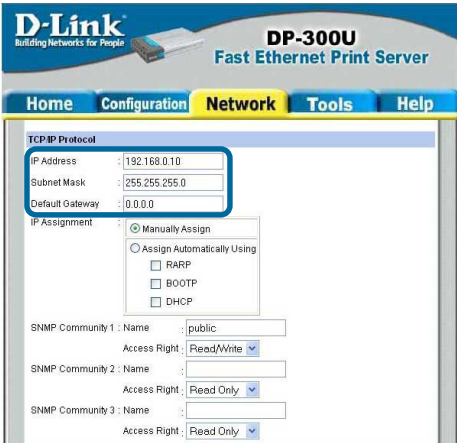 D-Link
Building Networks for People
DP-300U
Fast Ethernet Print Server
Home Configuration Network Tools Help
TCP/IP Protocol
IP Address : 192.168.0.10
Subnet Mask : 255.255.255.0
Default Gateway : 0.0.0.0
IP Assignment : Manually Assign
Assign Automatically Using
RARP
BOOTP
DHCP
SNMP Community 1 : Name : public
Access Right : Read/Write
SNMP Community 2 : Name :
Access Right : Read Only
SNMP Community 3 : Name :
Access Right : Read Only